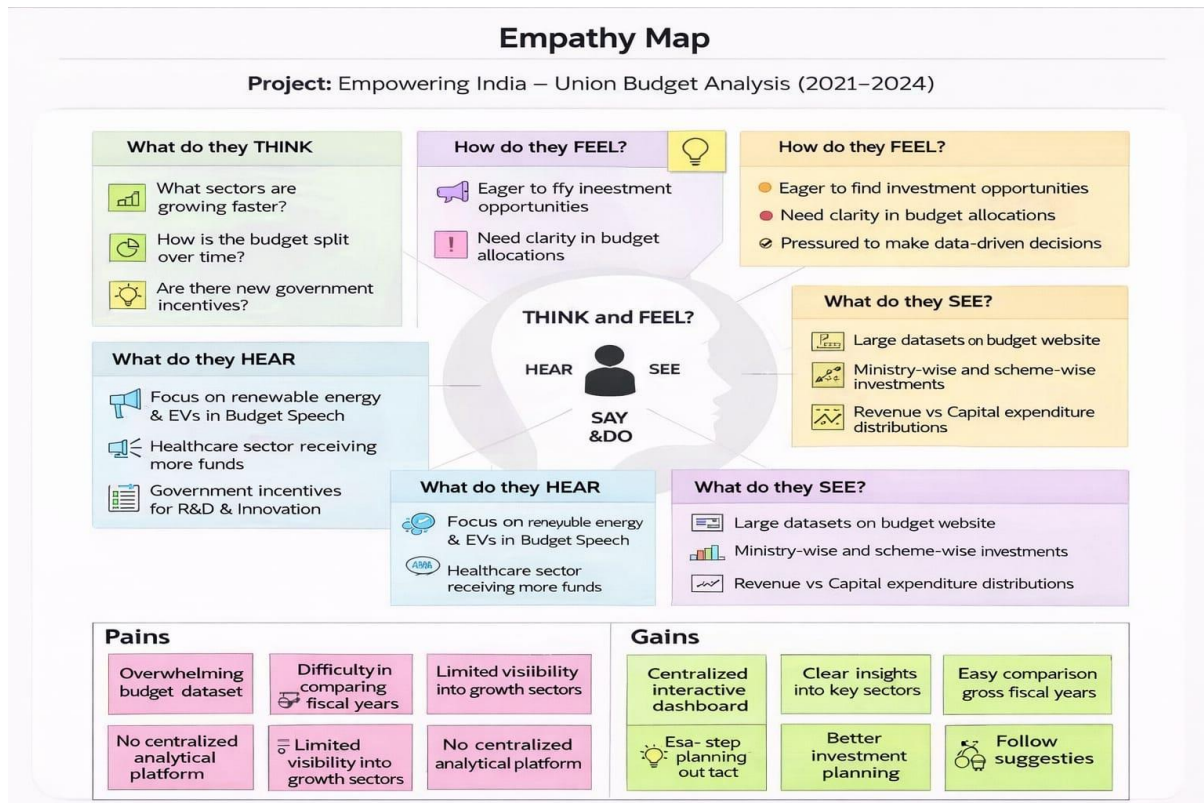 Empathy Map
Project: Empowering India – Union Budget Analysis (2021–2024)
What do they THINK
What sectors are
growing faster?
How is the budget split
over time?
Are there new government
incentives?
How do they FEEL?
Eager to ffy ineestment
opportunities
Need clarity in budget
allocations
How do they FEEL?
Eager to find investment opportunities
Need clarity in budget allocations
Pressured to make data-driven decisions
THINK and FEEL?
HEAR
SEE
SAY
&DO
What do they SEE?
Large datasets on budget website
Ministry-wise and scheme-wise
investments
Revenue vs Capital expenditure
distributions
What do they HEAR
Focus on renewable energy
& EVs in Budget Speech
Healthcare sector receiving
more funds
Government incentives
for R&D & Innovation
What do they HEAR
Focus on reneyuble energy
& EVs in Budget Speech
Healthcare sector
receiving more funds
What do they SEE?
Large datasets on budget website
Ministry-wise and scheme-wise investments
Revenue vs Capital expenditure distributions
Pains
Overwhelming
budget dataset
Difficulty in
comparing
fiscal years
Limited visiibility
into growth sectors
No centralized
analytical
platform
Limited
visibility into
growth sectors
No centralized
analytical platform
Gains
Centralized
interactive
dashboard
Clear insights
into key sectors
Easy comparison
gross fiscal years
Esa- step
planning
out tact
Better
investment
planning
Follow
suggesties